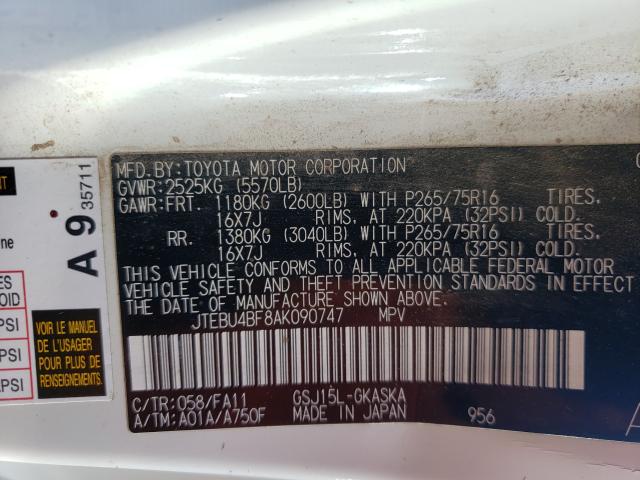 MFD.BY:TOYOTA MOTOR CORPORATION
GVWR:2525KG (5570LB)
GAWR:FRT. 1180KG (2600LB) WITH P265/75R16 TIRES.
16X7J RIMS, AT 220KPA (32PSI) COLD.
RR. 1380KG (3040LB) WITH P265/75R16 TIRES.
16X7J RIMS, AT 220KPA (32PSI) COLD.
THIS VEHICLE CONFORMS TO ALL APPLICABLE FEDERAL MOTOR
VEHICLE SAFETY AND THEFT PREVENTION STANDARDS IN EFFECT
THE DATE OF MANUFACTURE SHOWN ABOVE.
JTEBU4BF8AK090747 MPV
C/TR:058/FA11 GSJ15L-GKASKA
A/TM:A01A/A750F MADE IN JAPAN 956
A 9 35711
PSI
PSI
PSI
VOIR LE MANUEL
DE L'USAGER
POUR PLUS DE
RENSEIGNEMENTS